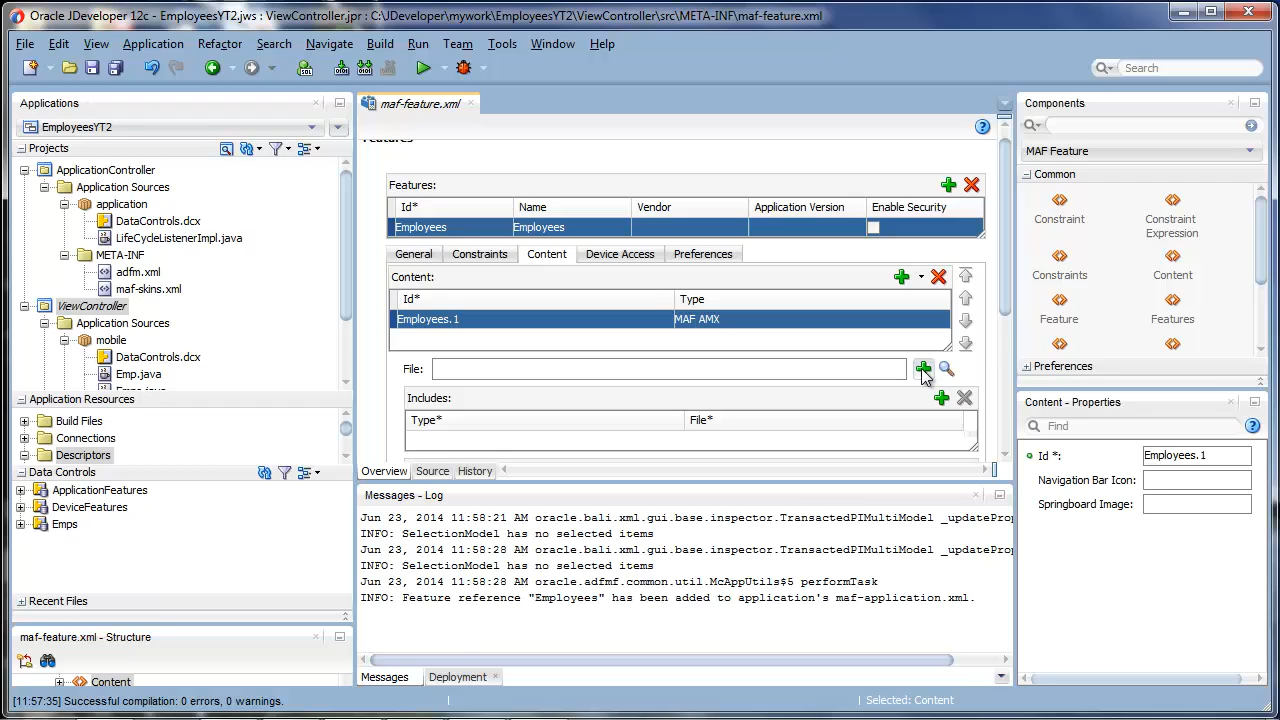 Oracle JDeveloper 12c - EmployeesYT2.jws : ViewController.jpr : C:\JDeveloper\mywork\EmployeesYT2\ViewController\src\META-INF\maf-feature.xml
File Edit View Application Refactor Search Navigate Build Run Team Tools Window Help
Search
Applications
EmployeesYT2
Projects
ApplicationController
Application Sources
application
DataControls.dcx
LifeCycleListenerImpl.java
META-INF
adfm.xml
maf-skins.xml
ViewController
Application Sources
mobile
DataControls.dcx
Emp.java
Application Resources
Build Files
Connections
Descriptors
Data Controls
ApplicationFeatures
DeviceFeatures
Emps
Recent Files
maf-feature.xml - Structure
Content
maf-feature.xml
Features
Features:
Id* Name Vendor Application Version Enable Security
Employees Employees
General Constraints Content Device Access Preferences
Content:
Id* Type
Employees.1 MAF AMX
File:
Includes:
Type* File*
Overview Source History
Messages - Log
Jun 23, 2014 11:58:21 AM oracle.bali.xml.gui.base.inspector.TransactedPIMultiModel _updateProp
INFO: SelectionModel has no selected items
Jun 23, 2014 11:58:28 AM oracle.bali.xml.gui.base.inspector.TransactedPIMultiModel _updateProp
INFO: SelectionModel has no selected items
Jun 23, 2014 11:58:28 AM oracle.adfmf.common.util.McAppUtils$5 performTask
INFO: Feature reference "Employees" has been added to application's maf-application.xml.
Messages Deployment
Components
MAF Feature
Common
Constraint Constraint Expression
Constraints Content
Feature Features
Preferences
Content - Properties
Find
Id *: Employees.1
Navigation Bar Icon:
Springboard Image:
[11:57:35] Successful compilation: 0 errors, 0 warnings.
Selected: Content